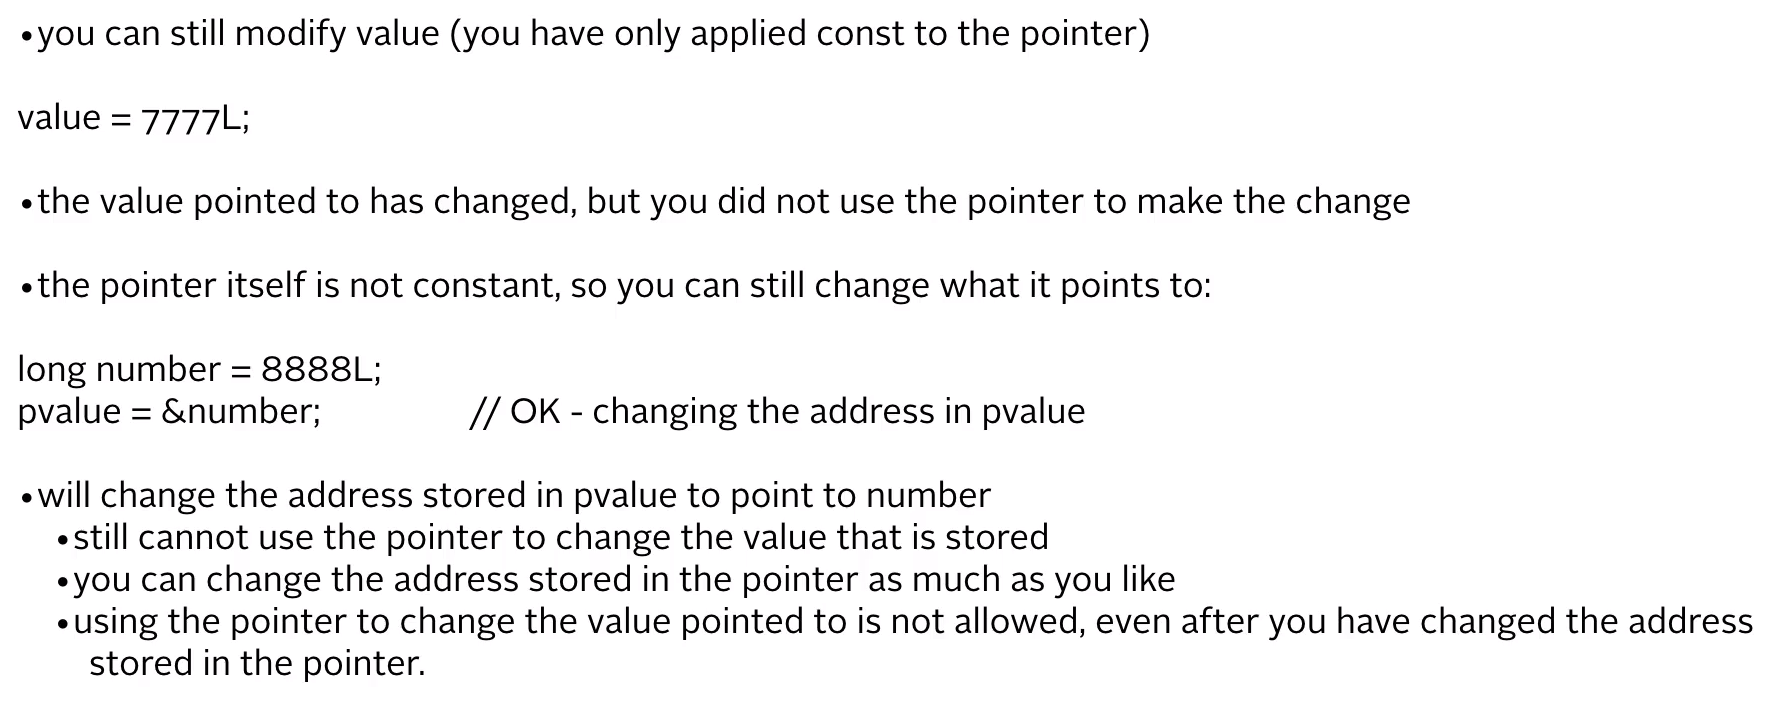 •you can still modify value (you have only applied const to the pointer)
value = 7777L;
•the value pointed to has changed, but you did not use the pointer to make the change
•the pointer itself is not constant, so you can still change what it points to:
long number = 8888L;
pvalue = &number; // OK - changing the address in pvalue
•will change the address stored in pvalue to point to number
•still cannot use the pointer to change the value that is stored
•you can change the address stored in the pointer as much as you like
•using the pointer to change the value pointed to is not allowed, even after you have changed the address
stored in the pointer.